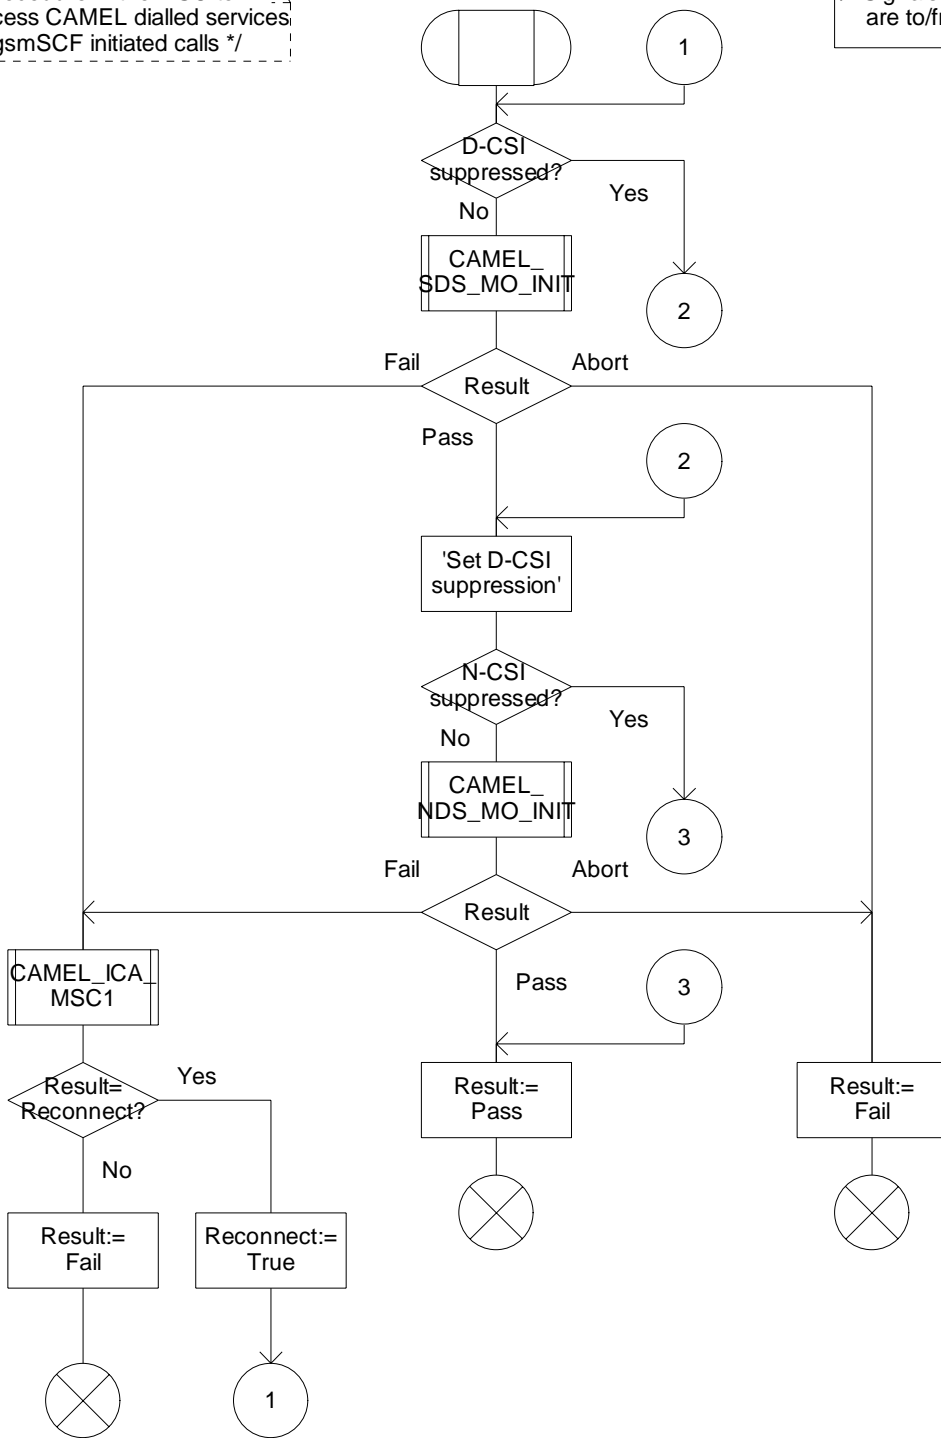 cess CAMEL dialled services
gsmSCF initiated calls */
are to/fr
1
D-CSI
suppressed?
Yes
No
CAMEL_
SDS_MO_INIT
2
Fail
Abort
Result
Pass
2
'Set D-CSI
suppression'
N-CSI
suppressed?
Yes
No
CAMEL_
NDS_MO_INIT
3
Fail
Abort
Result
CAMEL_ICA_
MSC1
Pass
3
Result=
Reconnect?
Yes
Result:=
Pass
Result:=
Fail
No
Result:=
Fail
Reconnect:=
True
1